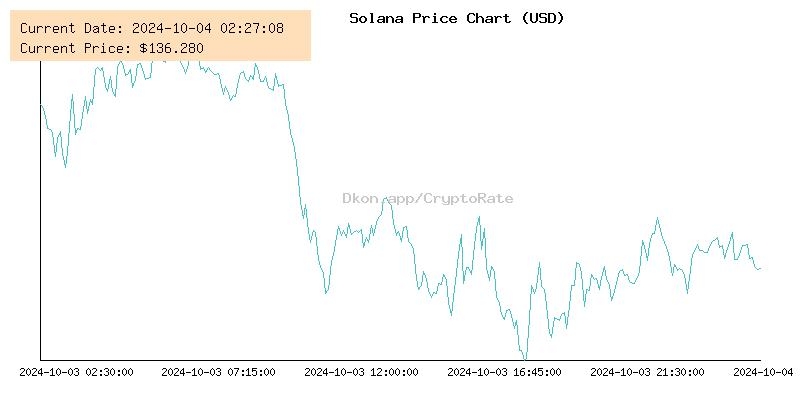 Solana Price Chart (USD)
Current Date: 2024-10-04 02:27:08
Current Price: $136.280
Dkon.app/CryptoRate
2024-10-03 02:30:00 2024-10-03 07:15:00 2024-10-03 12:00:00 2024-10-03 16:45:00 2024-10-03 21:30:00 2024-10-04